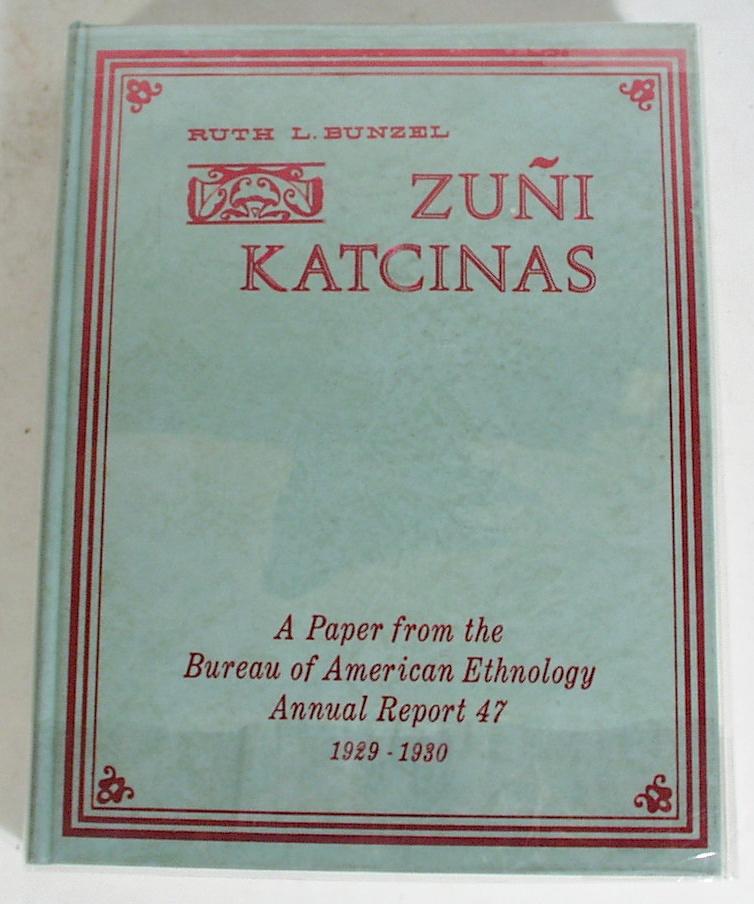 RUTH L. BUNZEL
ZUÑI
KATCINAS
A Paper from the
Bureau of American Ethnology
Annual Report 47
1929 - 1930